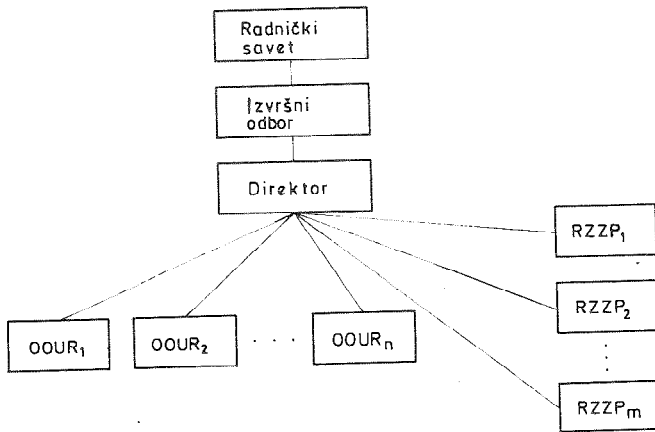 Radnički
savet
Izvršni
odbor
Direktor
RZZP₁
RZZP₂
OOUR₁ OOUR₂ . . . . OOURₙ
RZZPₘ